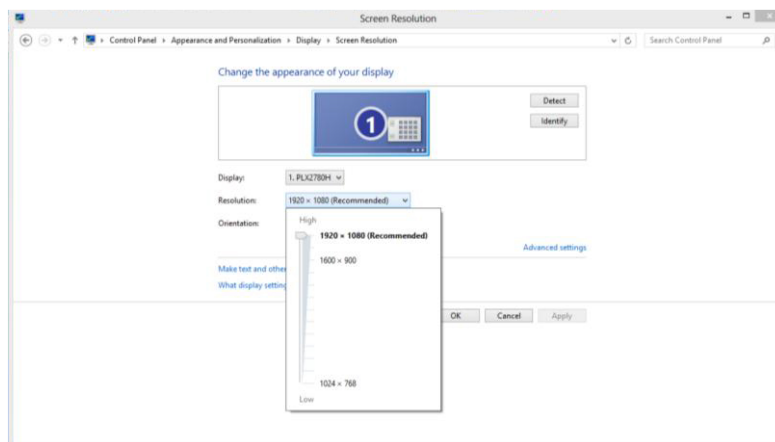 Screen Resolution
Control Panel Appearance and Personalization Display Screen Resolution
Search Control Panel
Change the appearance of your display
1
Detect
Identify
Display: 1. PLX2780H
Resolution: 1920 × 1080 (Recommended)
Orientation:
High
1920 × 1080 (Recommended)
1600 × 900
1024 × 768
Low
Advanced settings
Make text and other
What display setting
OK Cancel Apply